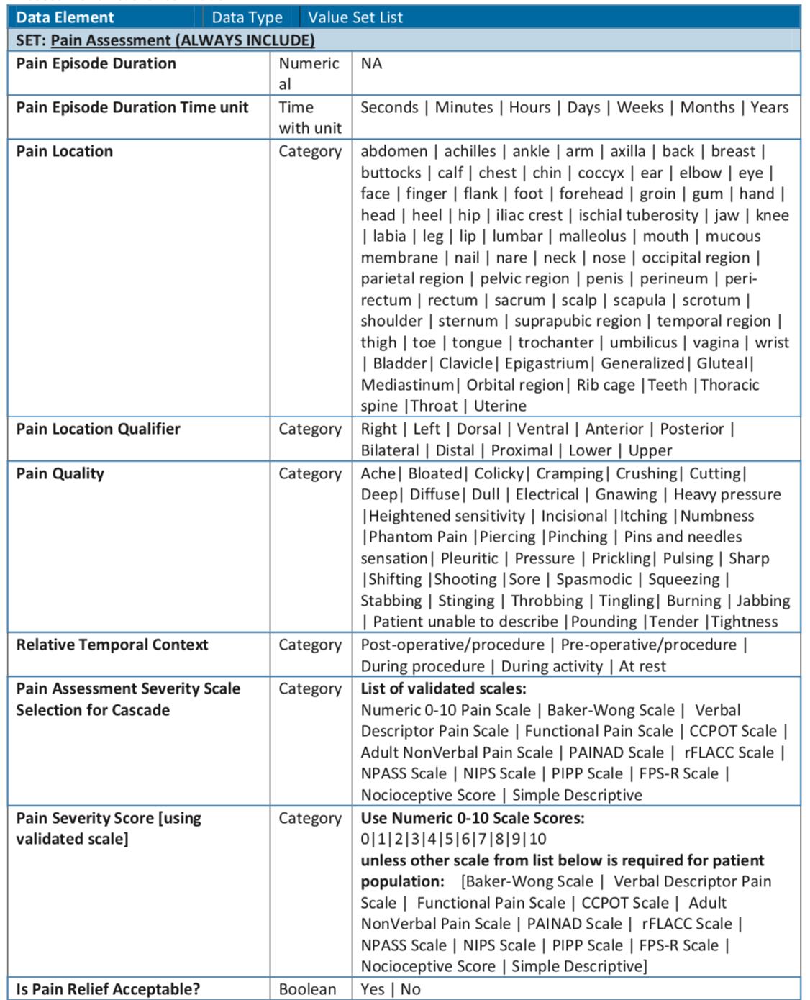 Data Element Data Type Value Set List
SET: Pain Assessment (ALWAYS INCLUDE)
Pain Episode Duration Numeric NA
al
Pain Episode Duration Time unit Time Seconds | Minutes | Hours | Days | Weeks | Months | Years
with unit
Pain Location Category abdomen | achilles | ankle | arm | axilla | back | breast |
buttocks | calf | chest | chin | coccyx | ear | elbow | eye |
face | finger | flank | foot | forehead | groin | gum | hand |
head | heel | hip | iliac crest | ischial tuberosity | jaw | knee
| labia | leg | lip | lumbar | malleolus | mouth | mucous
membrane | nail | nare | neck | nose | occipital region |
parietal region | pelvic region | penis | perineum | peri-
rectum | rectum | sacrum | scalp | scapula | scrotum |
shoulder | sternum | suprapubic region | temporal region |
thigh | toe | tongue | trochanter | umbilicus | vagina | wrist
| Bladder| Clavicle| Epigastrium| Generalized| Gluteal|
Mediastinum| Orbital region| Rib cage |Teeth |Thoracic
spine |Throat | Uterine
Pain Location Qualifier Category Right | Left | Dorsal | Ventral | Anterior | Posterior |
Bilateral | Distal | Proximal | Lower | Upper
Pain Quality Category Ache| Bloated| Colicky| Cramping| Crushing| Cutting|
Deep| Diffuse| Dull | Electrical | Gnawing | Heavy pressure
|Heightened sensitivity | Incisional |Itching |Numbness
|Phantom Pain |Piercing |Pinching | Pins and needles
sensation| Pleuritic | Pressure | Prickling| Pulsing | Sharp
|Shifting |Shooting |Sore | Spasmodic | Squeezing |
Stabbing | Stinging | Throbbing | Tingling| Burning | Jabbing
| Patient unable to describe |Pounding |Tender |Tightness
Relative Temporal Context Category Post-operative/procedure | Pre-operative/procedure |
During procedure | During activity | At rest
Pain Assessment Severity Scale Category List of validated scales:
Selection for Cascade Numeric 0-10 Pain Scale | Baker-Wong Scale | Verbal
Descriptor Pain Scale | Functional Pain Scale | CCPOT Scale |
Adult NonVerbal Pain Scale | PAINAD Scale | rFLACC Scale |
NPASS Scale | NIPS Scale | PIPP Scale | FPS-R Scale |
Nocioceptive Score | Simple Descriptive
Pain Severity Score [using Category Use Numeric 0-10 Scale Scores:
validated scale] 0|1|2|3|4|5|6|7|8|9|10
unless other scale from list below is required for patient
population: [Baker-Wong Scale | Verbal Descriptor Pain
Scale | Functional Pain Scale | CCPOT Scale | Adult
NonVerbal Pain Scale | PAINAD Scale | rFLACC Scale |
NPASS Scale | NIPS Scale | PIPP Scale | FPS-R Scale |
Nocioceptive Score | Simple Descriptive]
Is Pain Relief Acceptable? Boolean Yes | No